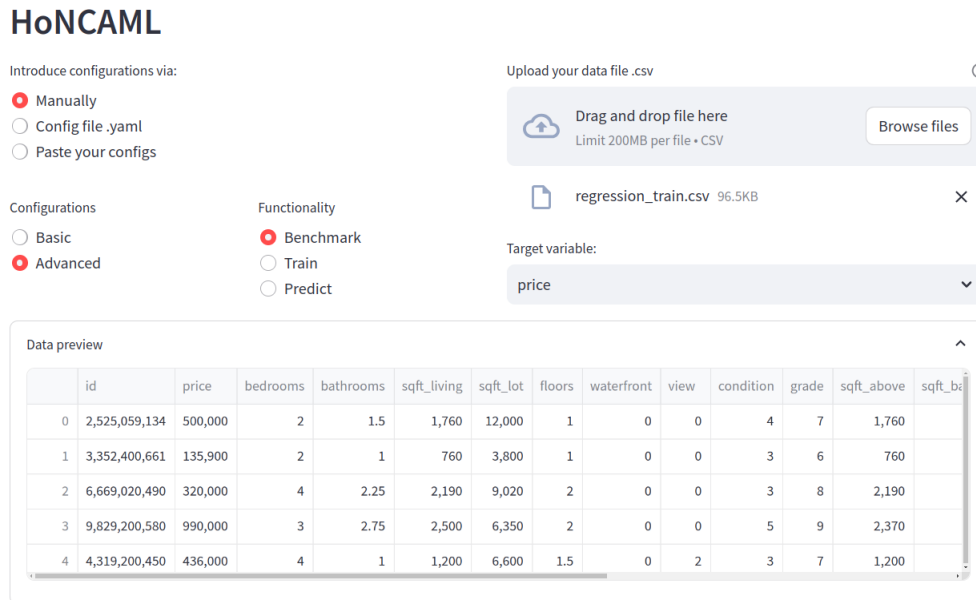 HoNCAML
Introduce configurations via:
Manually
Config file .yaml
Paste your configs
Configurations
Basic
Advanced
Functionality
Benchmark
Train
Predict
Upload your data file .csv
Drag and drop file here
Limit 200MB per file • CSV
Browse files
regression_train.csv 96.5KB
Target variable:
price
Data preview
id price bedrooms bathrooms sqft_living sqft_lot floors waterfront view condition grade sqft_above
0 2,525,059,134 500,000 2 1.5 1,760 12,000 1 0 0 4 7 1,760
1 3,352,400,661 135,900 2 1 760 3,800 1 0 0 3 6 760
2 6,669,020,490 320,000 4 2.25 2,190 9,020 2 0 0 3 8 2,190
3 9,829,200,580 990,000 3 2.75 2,500 6,350 2 0 0 5 9 2,370
4 4,319,200,450 436,000 4 1 1,200 6,600 1.5 0 2 3 7 1,200